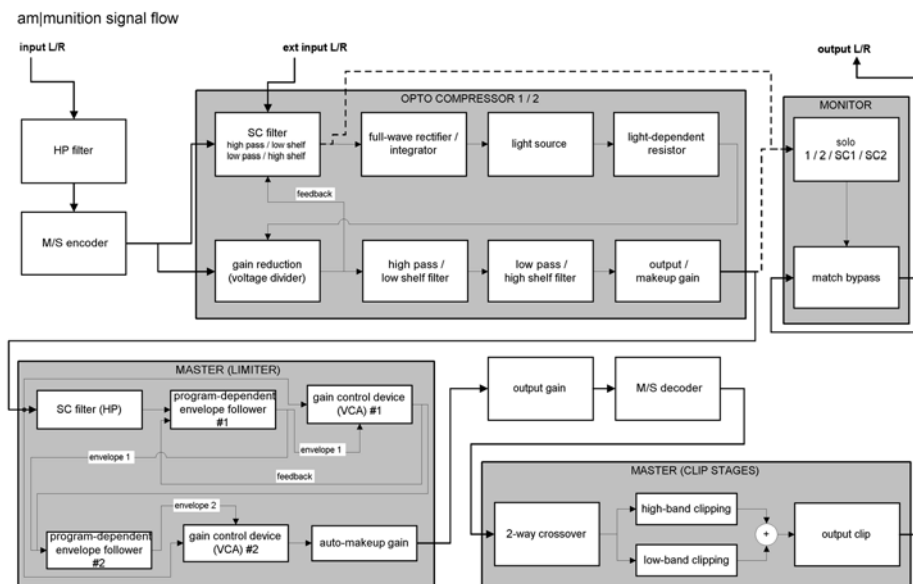 am|munition signal flow
input L/R
ext input L/R
output L/R
OPTO COMPRESSOR 1 / 2
MONITOR
HP filter
SC filter
high pass / low shelf
low pass / high shelf
full-wave rectifier /
integrator
light source
light-dependent
resistor
solo
1 / 2 / SC1 / SC2
feedback
M/S encoder
gain reduction
(voltage divider)
high pass /
low shelf filter
low pass /
high shelf filter
output /
makeup gain
match bypass
MASTER (LIMITER)
SC filter (HP)
program-dependent
envelope follower
#1
gain control device
(VCA) #1
envelope 1
envelope 1
feedback
envelope 2
program-dependent
envelope follower
#2
gain control device
(VCA) #2
auto-makeup gain
output gain
M/S decoder
MASTER (CLIP STAGES)
2-way crossover
high-band clipping
low-band clipping
+
output clip